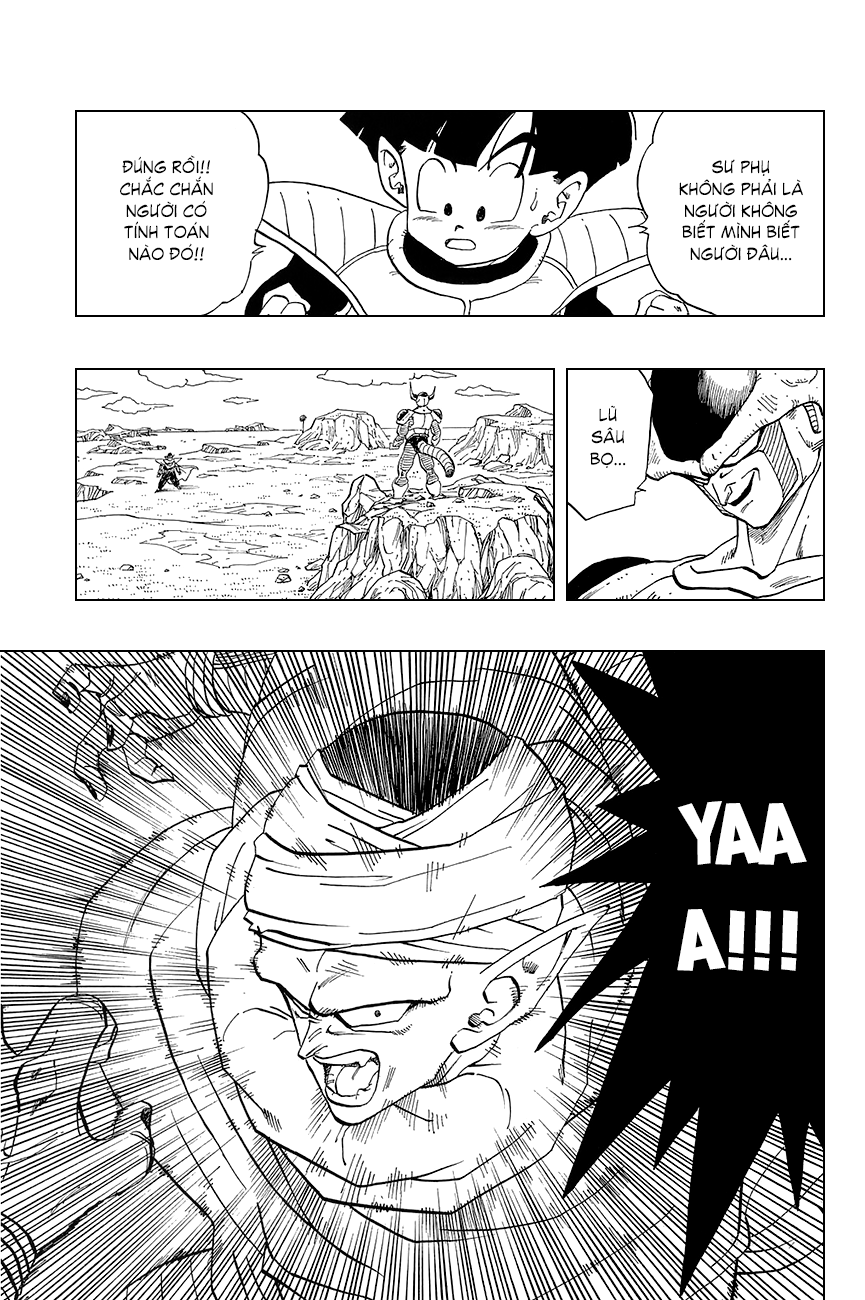 SƯ PHỤ
KHÔNG PHẢI LÀ
NGƯỜI KHÔNG
BIẾT MÌNH BIẾT
NGƯỜI ĐÂU...
ĐÚNG RỒI!!
CHẮC CHẮN
NGƯỜI CÓ
TÍNH TOÁN
NÀO ĐÓ!!
LŨ
SÂU
BỌ...
YAA
A!!!